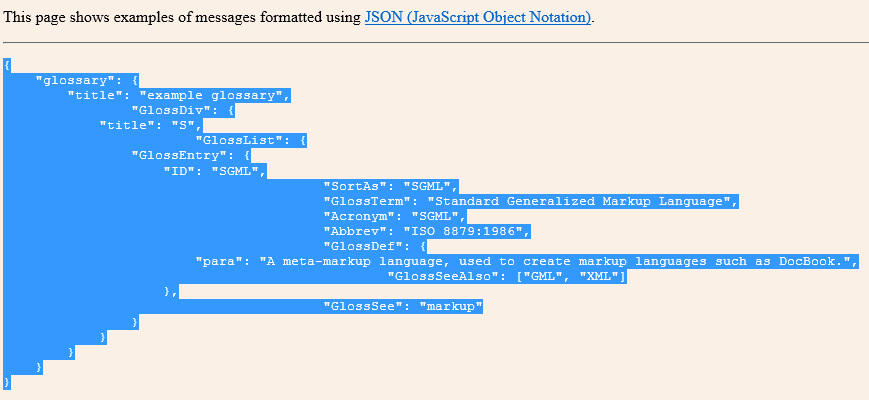 This page shows examples of messages formatted using JSON (JavaScript Object Notation).
{
    "glossary": {
        "title": "example glossary",
                "GlossDiv": {
            "title": "S",
                        "GlossList": {
                "GlossEntry": {
                    "ID": "SGML",
                                        "SortAs": "SGML",
                                        "GlossTerm": "Standard Generalized Markup Language",
                                        "Acronym": "SGML",
                                        "Abbrev": "ISO 8879:1986",
                                        "GlossDef": {
                        "para": "A meta-markup language, used to create markup languages such as DocBook.",
                                                "GlossSeeAlso": ["GML", "XML"]
                    },
                                        "GlossSee": "markup"
                }
            }
        }
    }
}